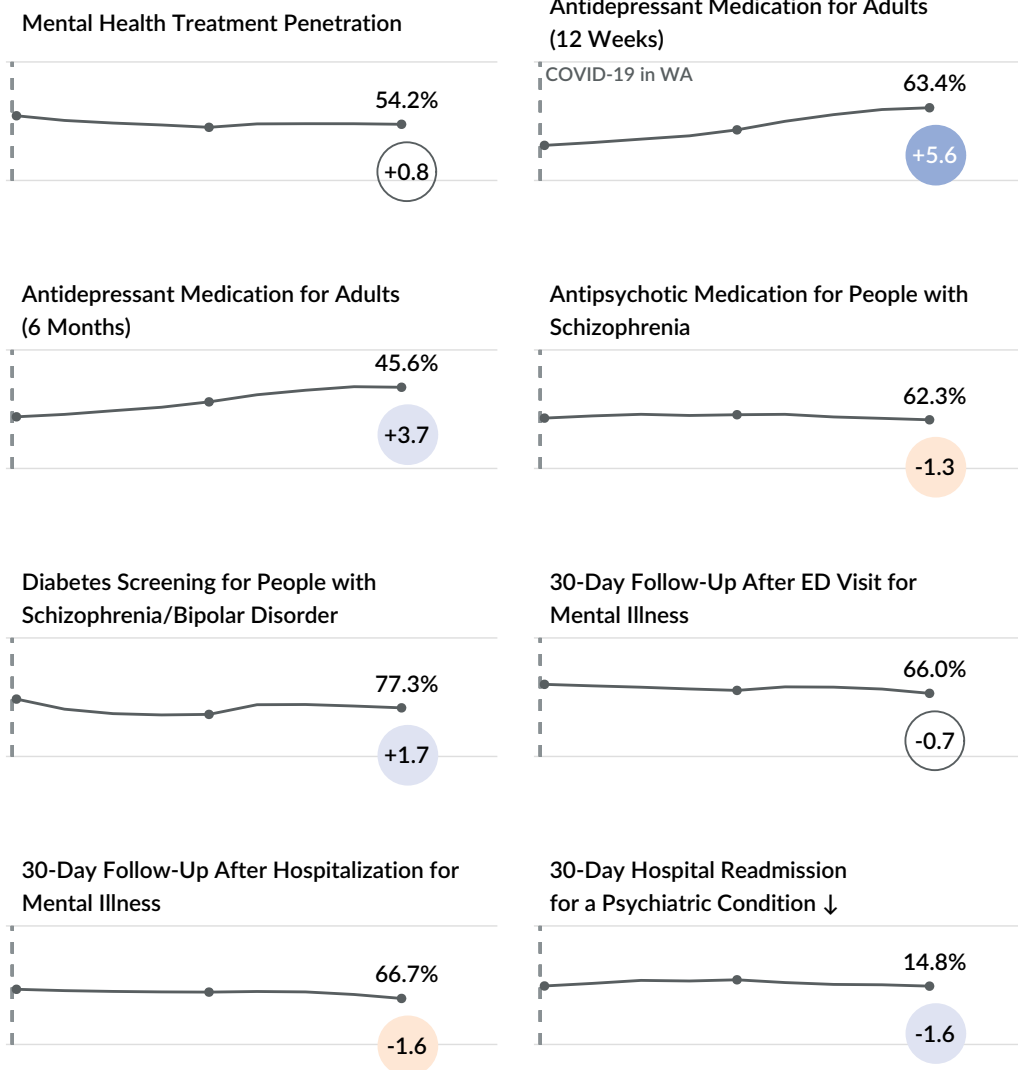 Mental Health Treatment Penetration
54.2%
+0.8
Antidepressant Medication for Adults
(12 Weeks)
COVID-19 in WA
63.4%
+5.6
Antidepressant Medication for Adults
(6 Months)
45.6%
+3.7
Antipsychotic Medication for People with
Schizophrenia
62.3%
-1.3
Diabetes Screening for People with
Schizophrenia/Bipolar Disorder
77.3%
+1.7
30-Day Follow-Up After ED Visit for
Mental Illness
66.0%
-0.7
30-Day Follow-Up After Hospitalization for
Mental Illness
66.7%
-1.6
30-Day Hospital Readmission
for a Psychiatric Condition ↓
14.8%
-1.6